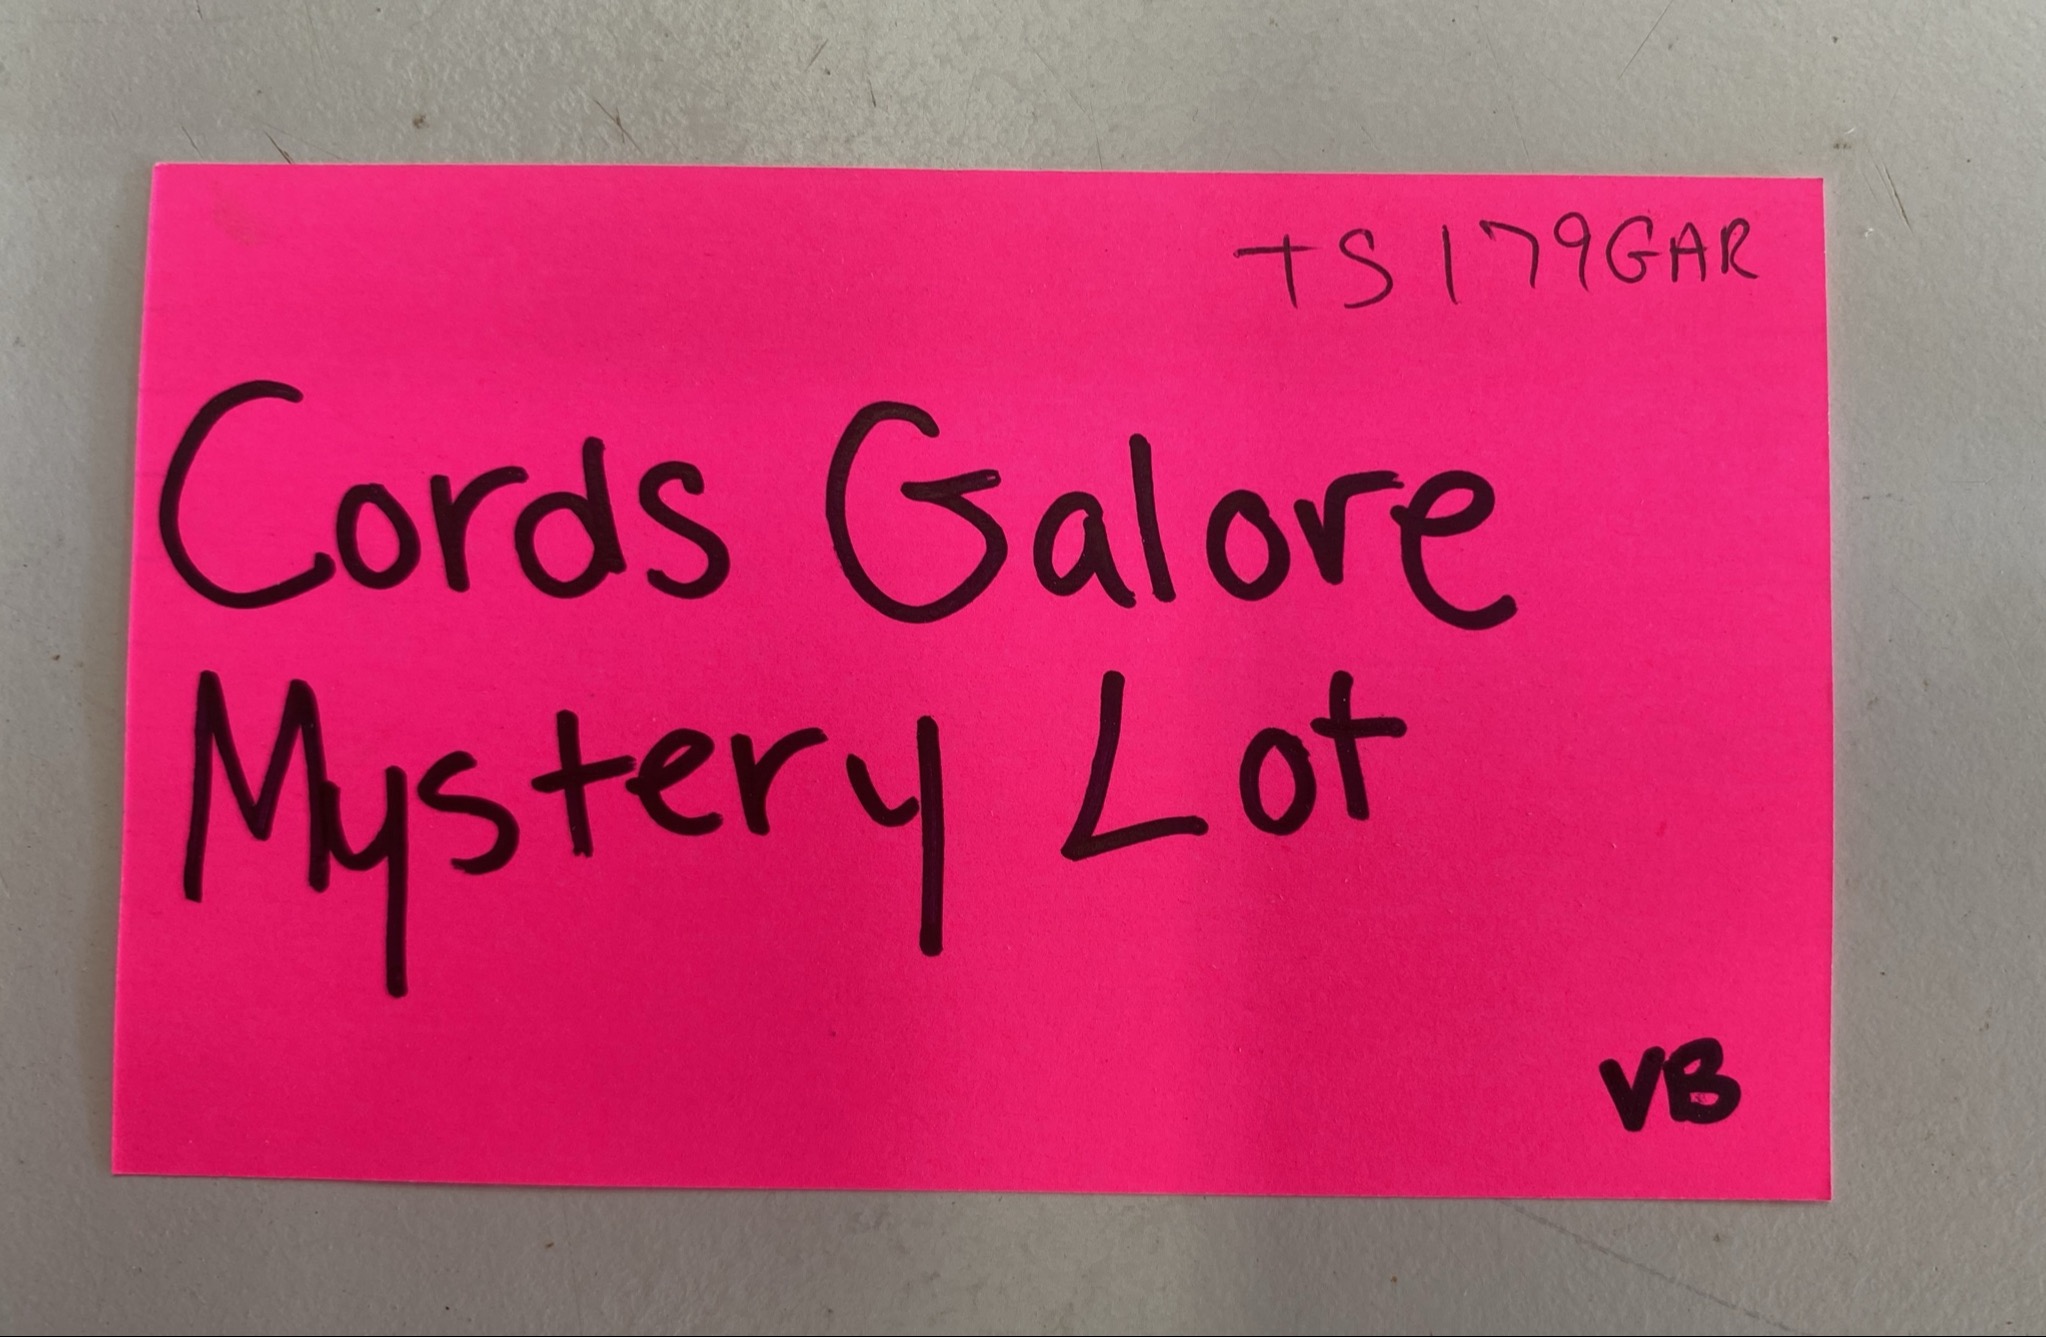 TS179GAR
Cords Galore
Mystery Lot
VB